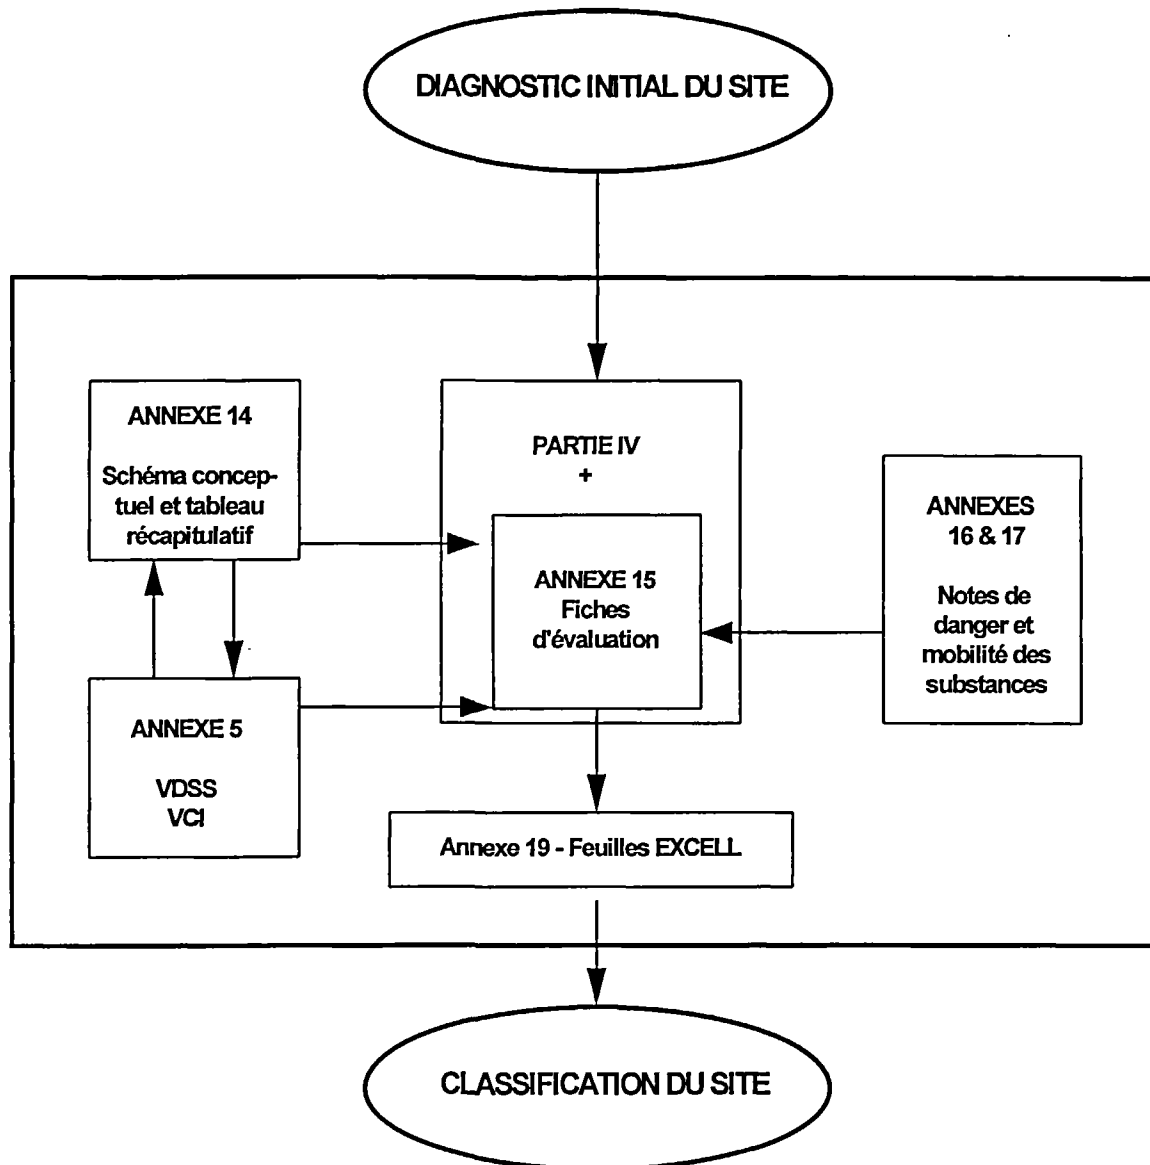 DIAGNOSTIC INITIAL DU SITE
ANNEXE 14
Schéma concep-
tuel et tableau
récapitulatif
PARTIE IV
+
ANNEXE 15
Fiches
d'évaluation
ANNEXES
16 & 17
Notes de
danger et
mobilité des
substances
ANNEXE 5
VDSS
VCI
Annexe 19 - Feuilles EXCELL
CLASSIFICATION DU SITE